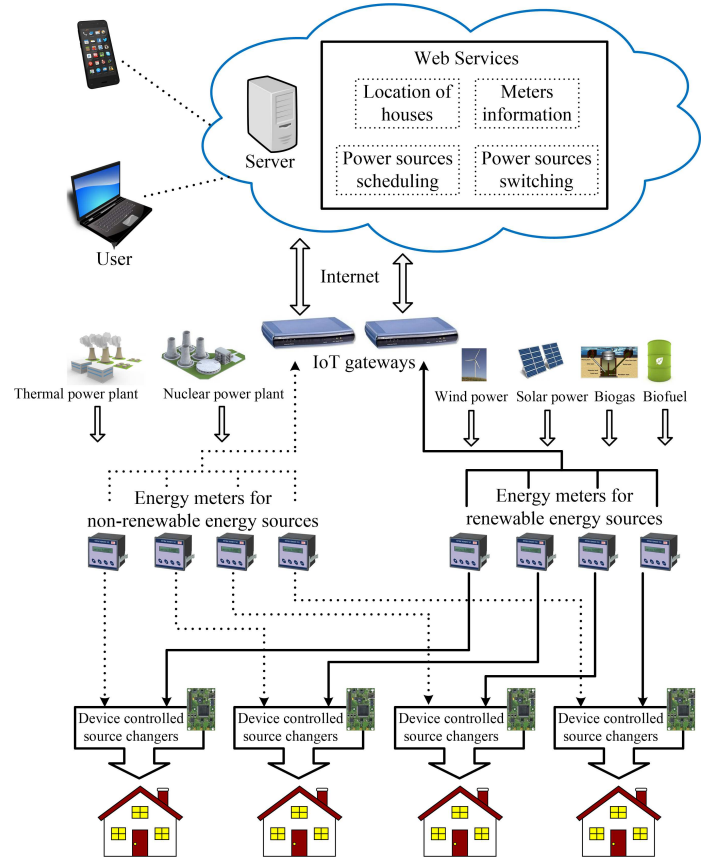 Web Services
Location of
houses
Meters
information
Server
Power sources
scheduling
Power sources
switching
User
Internet
IoT gateways
Thermal power plant
Nuclear power plant
Wind power
Solar power
Biogas
Biofuel
Energy meters for
non-renewable energy sources
Energy meters for
renewable energy sources
Device controlled
source changers
Device controlled
source changers
Device controlled
source changers
Device controlled
source changers